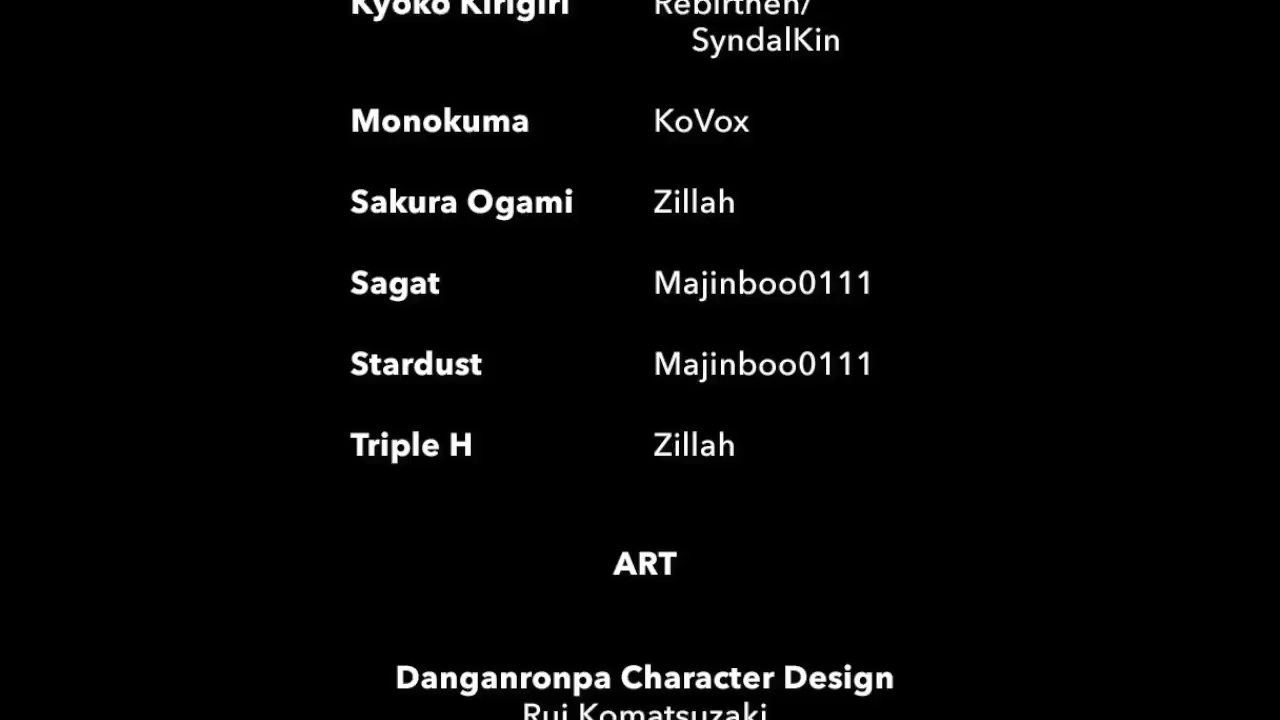 Kyoko Kirigiri Rebirthen/
SyndalKin
Monokuma KoVox
Sakura Ogami Zillah
Sagat Majinboo0111
Stardust Majinboo0111
Triple H Zillah
ART
Danganronpa Character Design
Rui Komatsuzaki